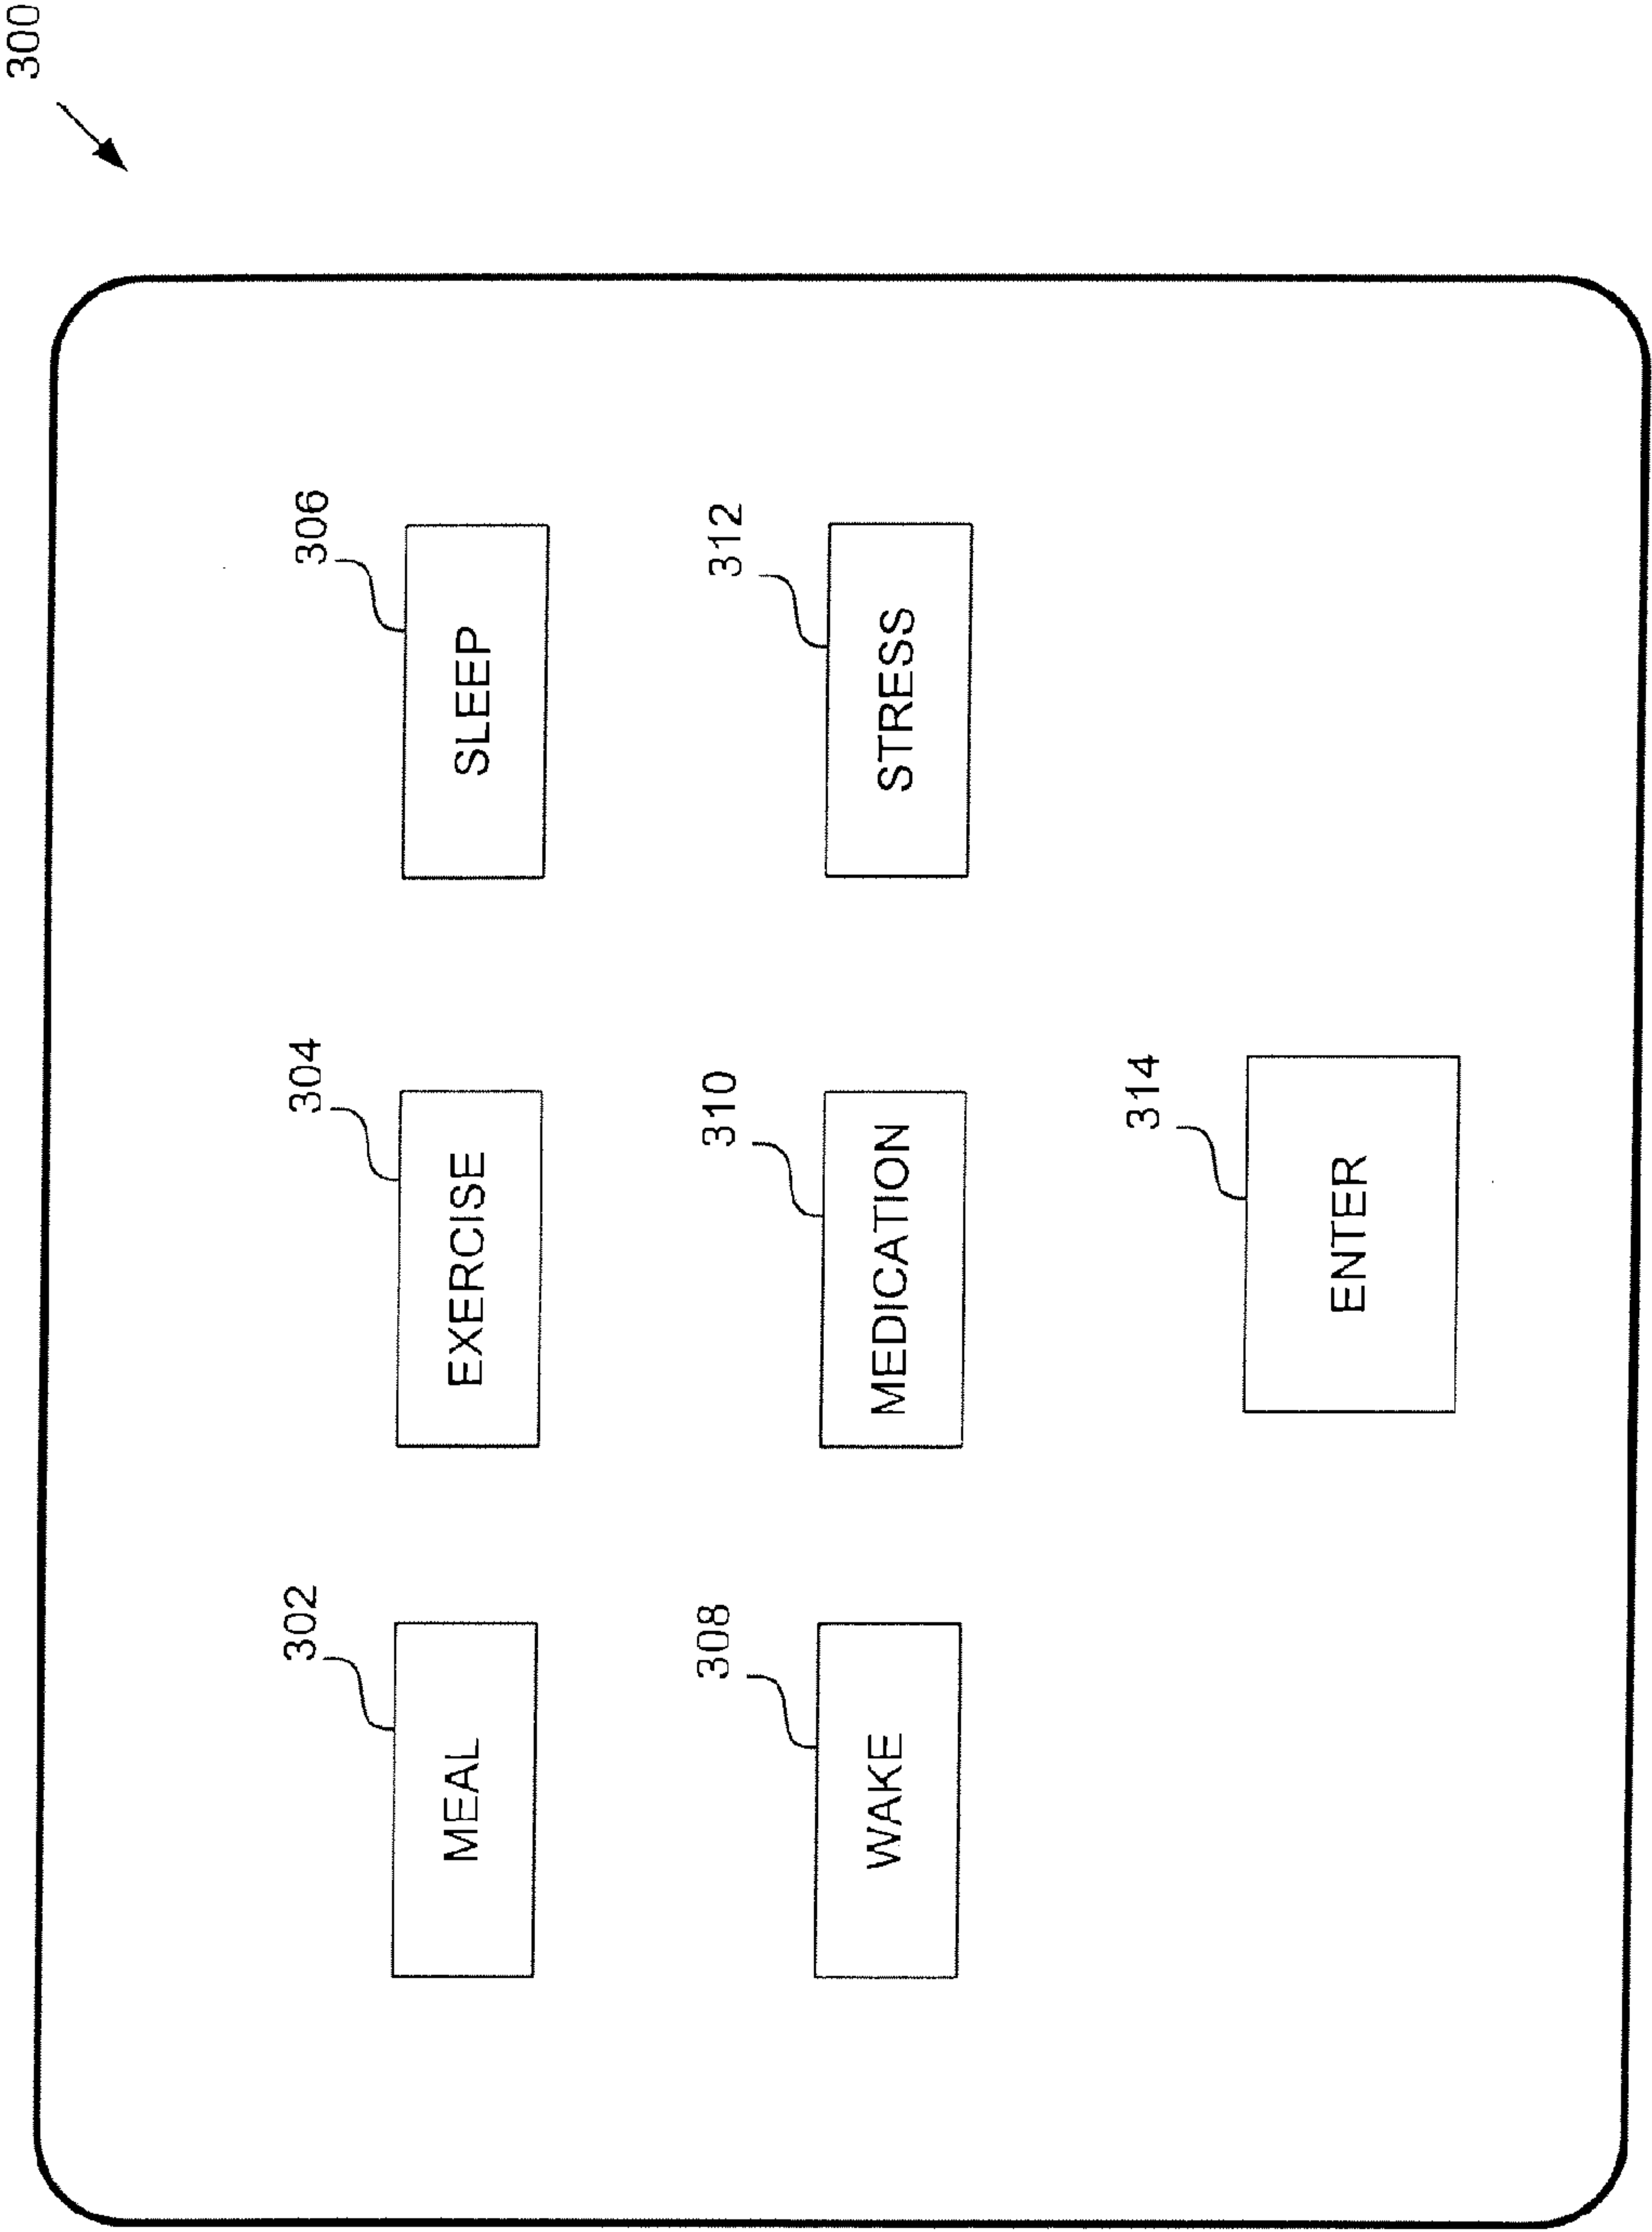 300
302
304
306
MEAL
EXERCISE
SLEEP
308
310
312
WAKE
MEDICATION
STRESS
314
ENTER